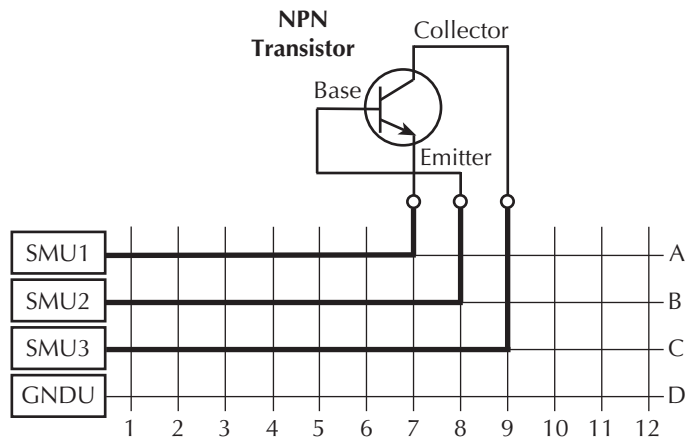 NPN
Transistor
Collector
Base
Emitter
SMU1
A
SMU2
B
SMU3
C
GNDU
D
1 2 3 4 5 6 7 8 9 10 11 12